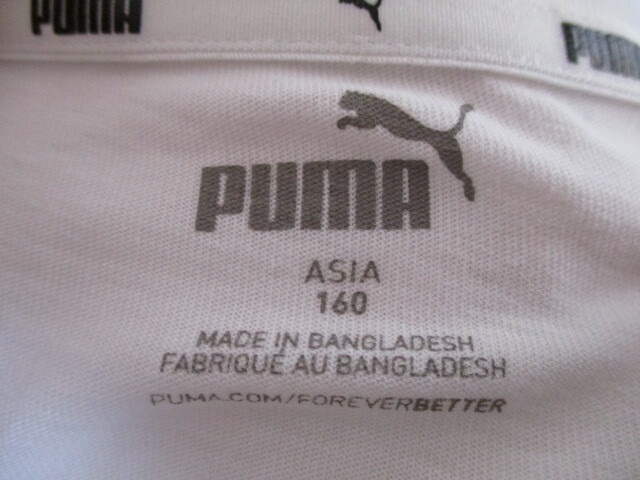 PUMA PUMA
PUMA
ASIA
160
MADE IN BANGLADESH
FABRIQUÉ AU BANGLADESH
PUMA.COM/FOREVERBETTER